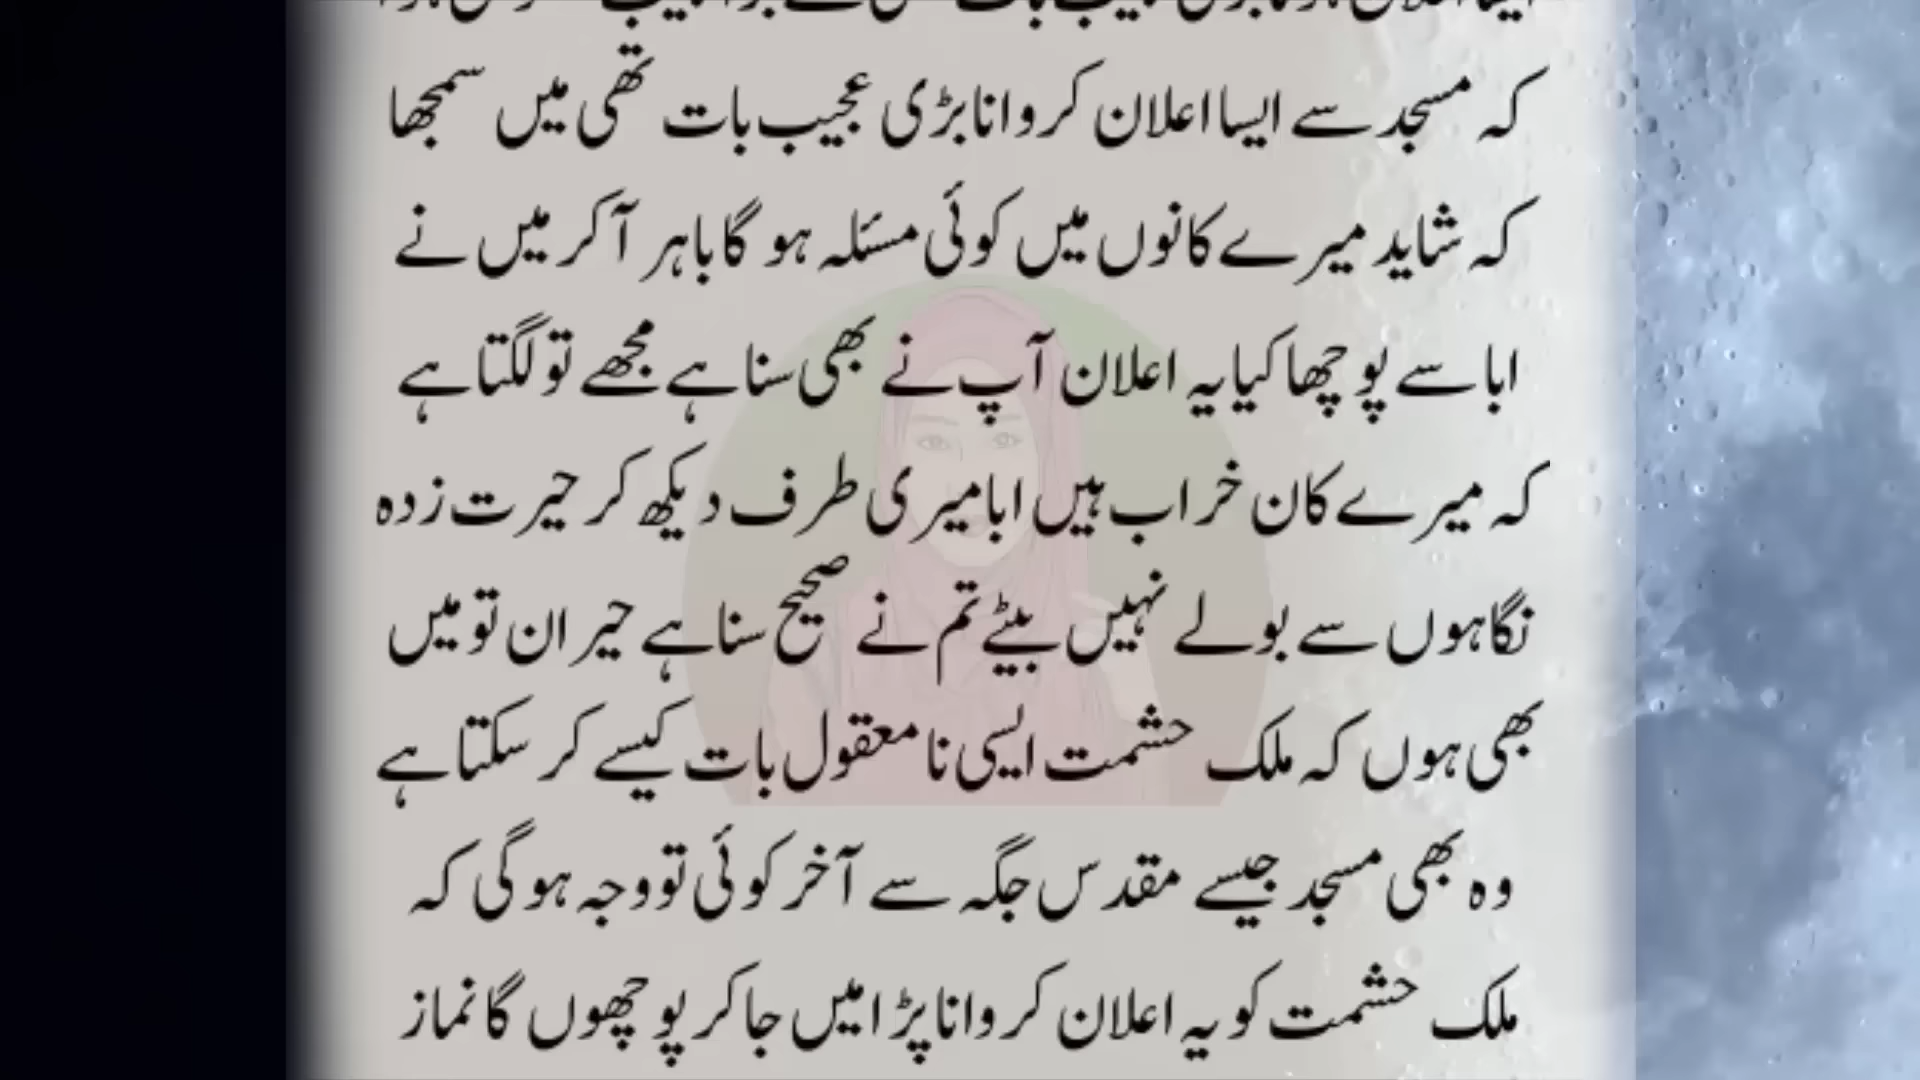 کہ مسجد سے ایسا اعلان کروانا بڑی عجیب بات تھی میں سمجھا
کہ شاید میرے کانوں میں کوئی مسئلہ ہو گا باہر آ کر میں نے
ابا سے پوچھا کیا یہ اعلان آپ نے بھی سنا ہے مجھے تو لگتا ہے
کہ میرے کان خراب ہیں ابا میری طرف دیکھ کر حیرت زدہ
نگاہوں سے بولے نہیں بیٹے تم نے صحیح سنا ہے حیران تو میں
بھی ہوں کہ ملک حشمت ایسی نا معقول بات کیسے کر سکتا ہے
وہ بھی مسجد جیسے مقدس جگہ سے آخر کوئی تو وجہ ہو گی کہ
ملک حشمت کو یہ اعلان کروانا پڑا میں جا کر پوچھوں گا نماز